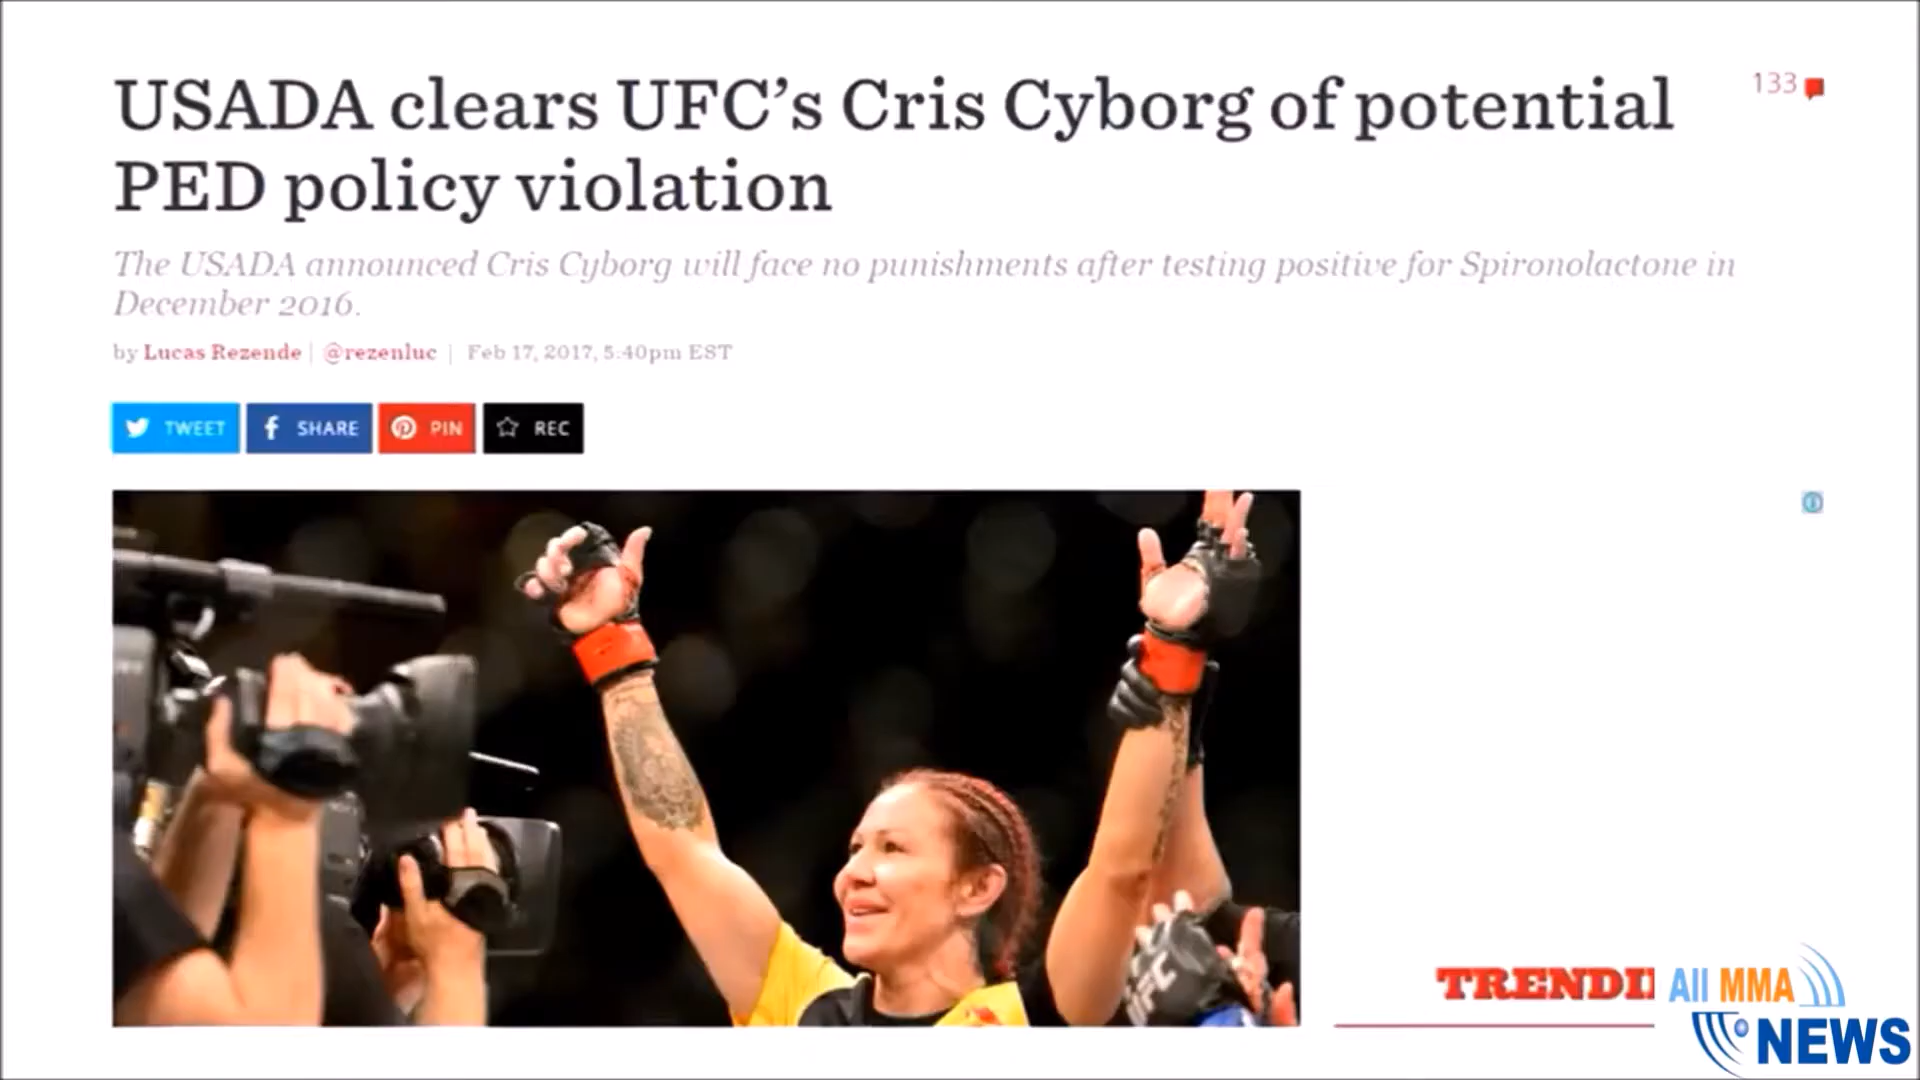 USADA clears UFC’s Cris Cyborg of potential
PED policy violation
133
The USADA announced Cris Cyborg will face no punishments after testing positive for Spironolactone in
December 2016.
by Lucas Rezende | @rezenluc | Feb 17, 2017, 5:40pm EST
TWEET SHARE PIN REC
UFC
TRENDI
All MMA
NEWS